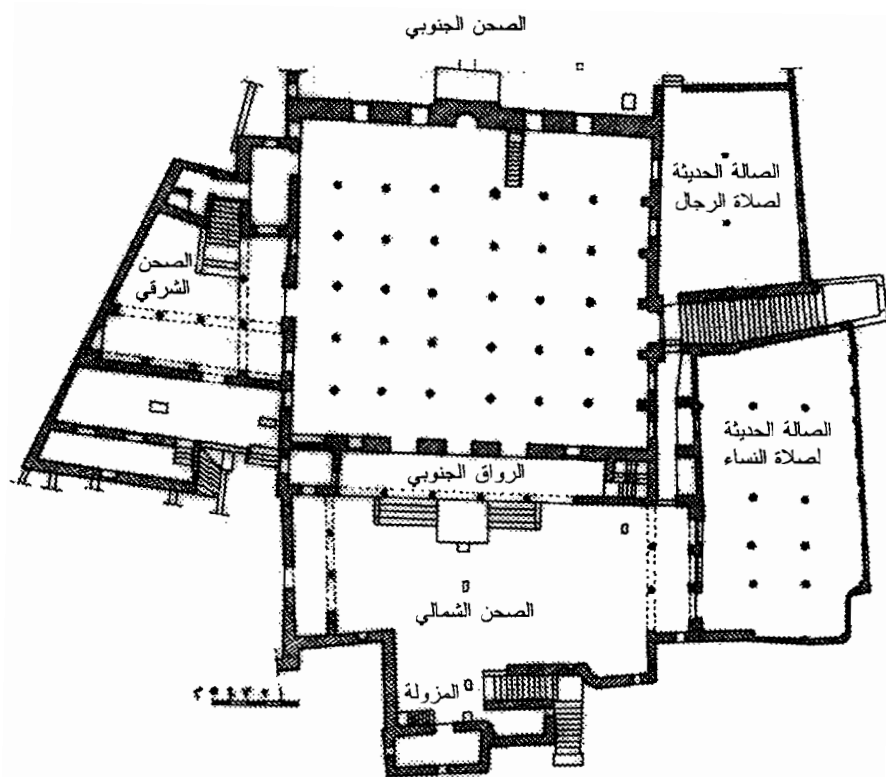 الصحن الجنوبي
الصالة الحديثة
لصلاة الرجال
الصحن
الشرقي
الصالة الحديثة
لصلاة النساء
الرواق الجنوبي
الصحن الشمالي
المزولة